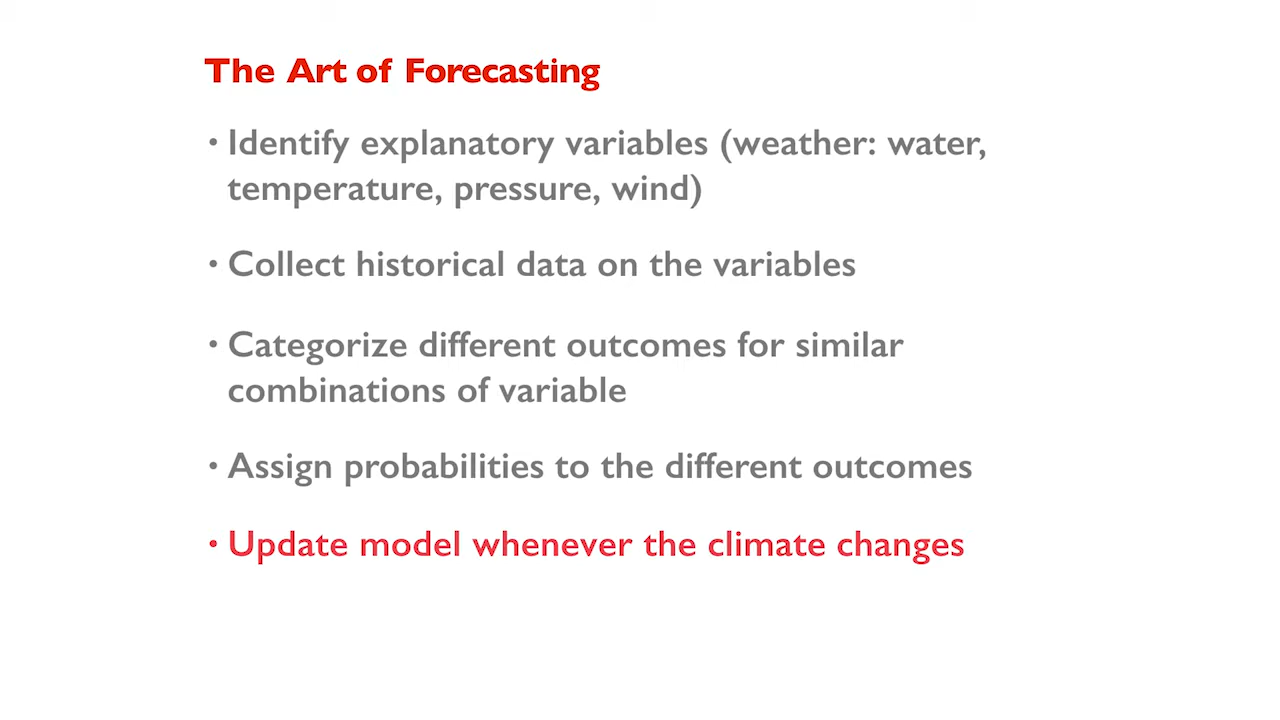 The Art of Forecasting
• Identify explanatory variables (weather: water,
temperature, pressure, wind)
• Collect historical data on the variables
• Categorize different outcomes for similar
combinations of variable
• Assign probabilities to the different outcomes
• Update model whenever the climate changes